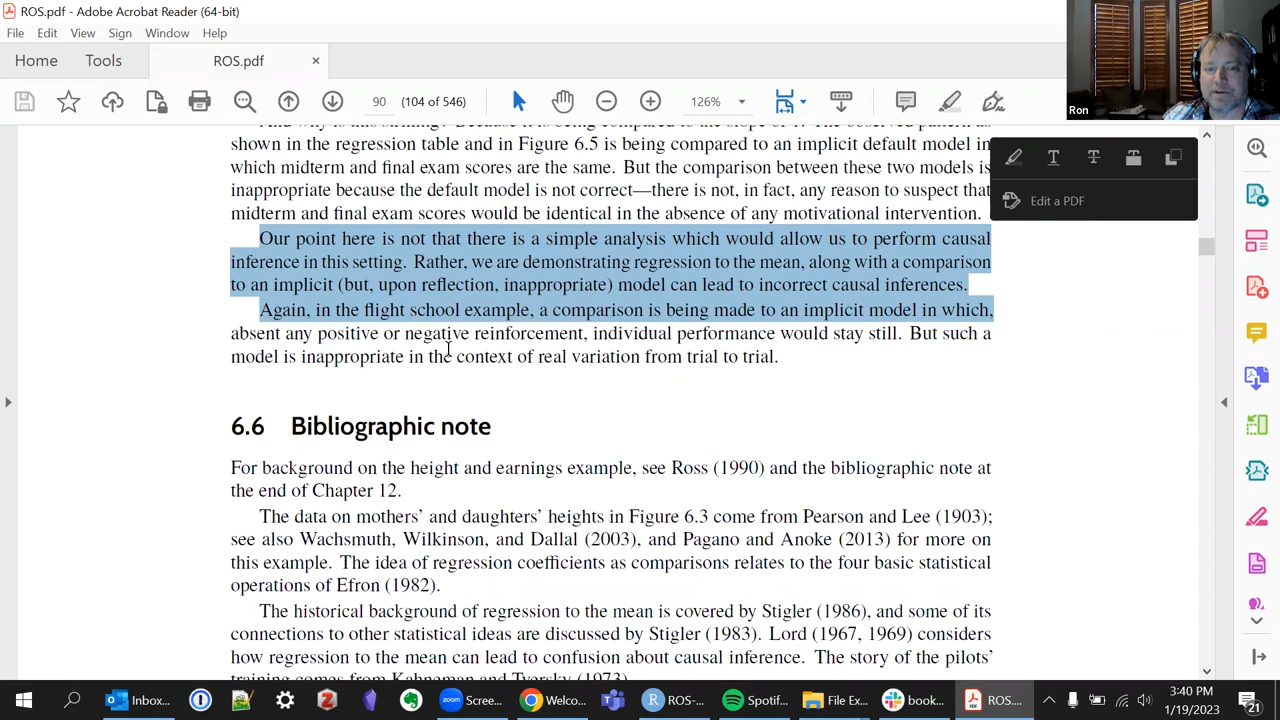 ROS.pdf - Adobe Acrobat Reader (64-bit)
File Edit View Sign Window Help
Home Tools ROS.pdf ×
90 (104 of 546) 126%
Ron
shown in the regression table and in Figure 6.5 is being compared to an implicit default model in
which midterm and final exam scores are the same. But the comparison between these two models is
inappropriate because the default model is not correct—there is not, in fact, any reason to suspect that
midterm and final exam scores would be identical in the absence of any motivational intervention.
Edit a PDF
Our point here is not that there is a simple analysis which would allow us to perform causal
inference in this setting. Rather, we are demonstrating regression to the mean, along with a comparison
to an implicit (but, upon reflection, inappropriate) model can lead to incorrect causal inferences.
Again, in the flight school example, a comparison is being made to an implicit model in which,
absent any positive or negative reinforcement, individual performance would stay still. But such a
model is inappropriate in the context of real variation from trial to trial.
6.6 Bibliographic note
For background on the height and earnings example, see Ross (1990) and the bibliographic note at
the end of Chapter 12.
The data on mothers' and daughters' heights in Figure 6.3 come from Pearson and Lee (1903);
see also Wachsmuth, Wilkinson, and Dallal (2003), and Pagano and Anoke (2013) for more on
this example. The idea of regression coefficients as comparisons relates to the four basic statistical
operations of Efron (1982).
The historical background of regression to the mean is covered by Stigler (1986), and some of its
connections to other statistical ideas are discussed by Stigler (1983). Lord (1967, 1969) considers
how regression to the mean can lead to confusion about causal inference. The story of the pilots'
training comes from Kahneman and Tversky (1973).
Inbox... Scree... Welco... ROS-... Spotif... File Ex... book... ROS....
3:40 PM
1/19/2023
21